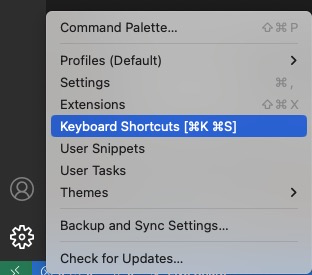 Command Palette... ⇧⌘P
Profiles (Default) >
Settings ⌘,
Extensions ⇧⌘X
Keyboard Shortcuts [⌘K ⌘S]
User Snippets
User Tasks
Themes >
Backup and Sync Settings...
Check for Updates...